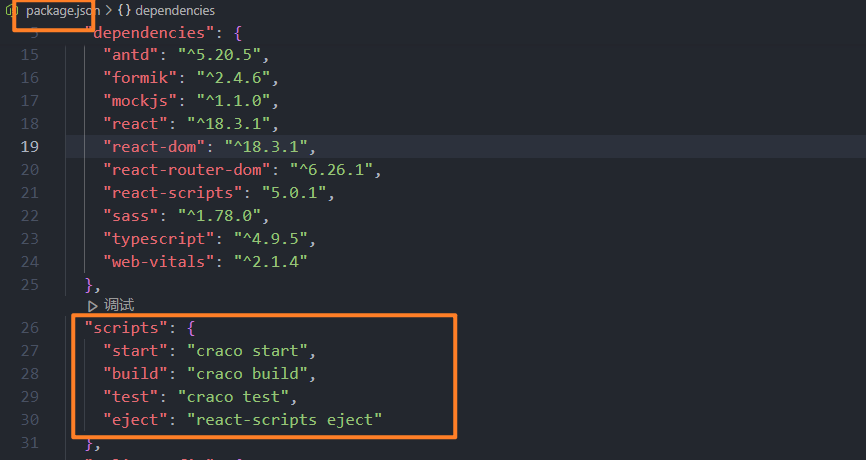 package.json > {} dependencies
"dependencies": {
15 "antd": "^5.20.5",
16 "formik": "^2.4.6",
17 "mockjs": "^1.1.0",
18 "react": "^18.3.1",
19 "react-dom": "^18.3.1",
20 "react-router-dom": "^6.26.1",
21 "react-scripts": "5.0.1",
22 "sass": "^1.78.0",
23 "typescript": "^4.9.5",
24 "web-vitals": "^2.1.4"
25 },
调试
26 "scripts": {
27 "start": "craco start",
28 "build": "craco build",
29 "test": "craco test",
30 "eject": "react-scripts eject"
31 },